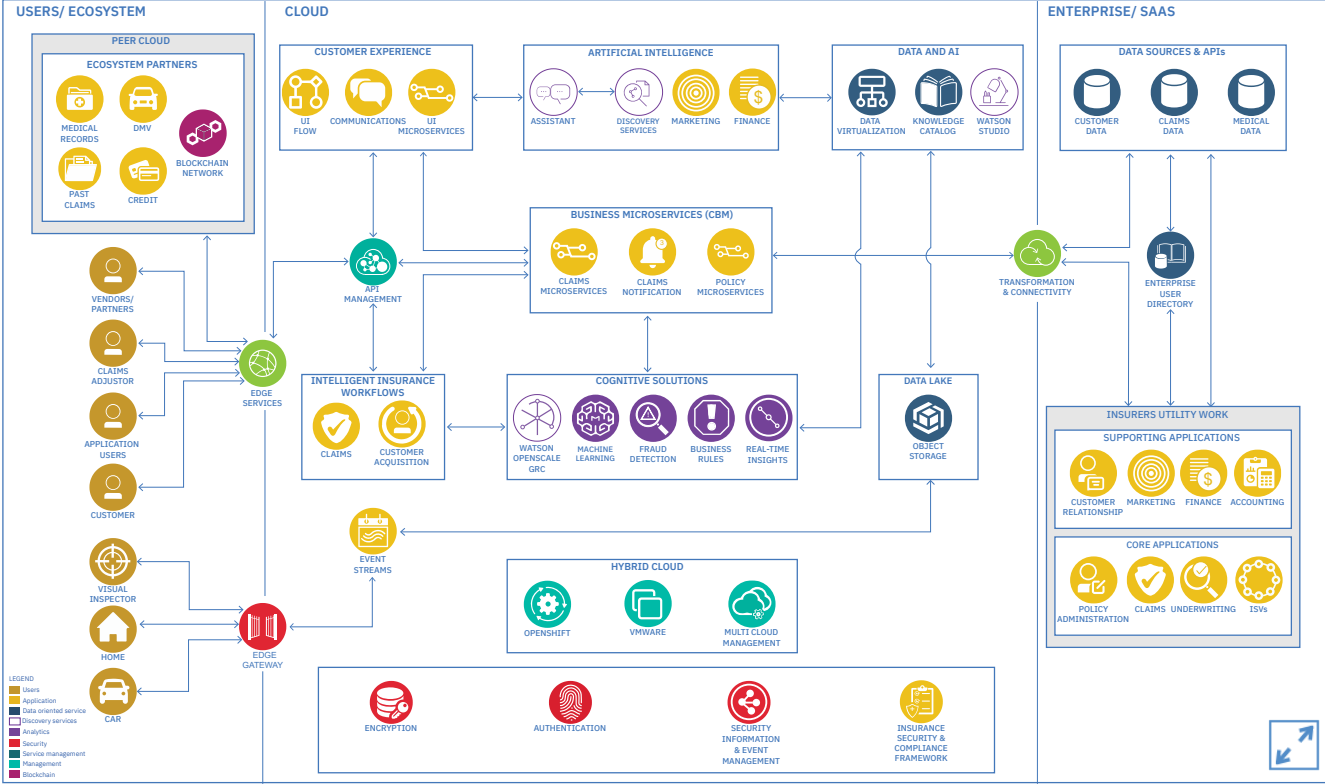 USERS/ ECOSYSTEM
PEER CLOUD
ECOSYSTEM PARTNERS
MEDICAL
RECORDS
DMV
BLOCKCHAIN
NETWORK
PAST
CLAIMS
CREDIT
VENDORS/
PARTNERS
CLAIMS
ADJUSTOR
APPLICATION
USERS
CUSTOMER
VISUAL
INSPECTOR
HOME
CAR
EDGE
SERVICES
EDGE
GATEWAY
LEGEND
Users
Application
Data oriented service
Discovery services
Analytics
Security
Service management
Management
Blockchain
CLOUD
CUSTOMER EXPERIENCE
UI
FLOW
COMMUNICATIONS
UI
MICROSERVICES
ARTIFICIAL INTELLIGENCE
ASSISTANT
DISCOVERY
SERVICES
MARKETING
FINANCE
$
DATA AND AI
DATA
VIRTUALIZATION
KNOWLEDGE
CATALOG
WATSON
STUDIO
API
MANAGEMENT
BUSINESS MICROSERVICES (CBM)
CLAIMS
MICROSERVICES
CLAIMS
NOTIFICATION
POLICY
MICROSERVICES
INTELLIGENT INSURANCE
WORKFLOWS
CLAIMS
CUSTOMER
ACQUISITION
COGNITIVE SOLUTIONS
WATSON
OPENSCALE
GRC
MACHINE
LEARNING
FRAUD
DETECTION
BUSINESS
RULES
REAL-TIME
INSIGHTS
DATA LAKE
OBJECT
STORAGE
EVENT
STREAMS
HYBRID CLOUD
OPENSHIFT
VMWARE
MULTI CLOUD
MANAGEMENT
ENCRYPTION
AUTHENTICATION
SECURITY
INFORMATION
& EVENT
MANAGEMENT
INSURANCE
SECURITY &
COMPLIANCE
FRAMEWORK
TRANSFORMATION
& CONNECTIVITY
ENTERPRISE/ SAAS
DATA SOURCES & APIs
CUSTOMER
DATA
CLAIMS
DATA
MEDICAL
DATA
ENTERPRISE
USER
DIRECTORY
INSURERS UTILITY WORK
SUPPORTING APPLICATIONS
CUSTOMER
RELATIONSHIP
MARKETING
FINANCE
$
ACCOUNTING
CORE APPLICATIONS
POLICY
ADMINISTRATION
CLAIMS
UNDERWRITING
ISVs